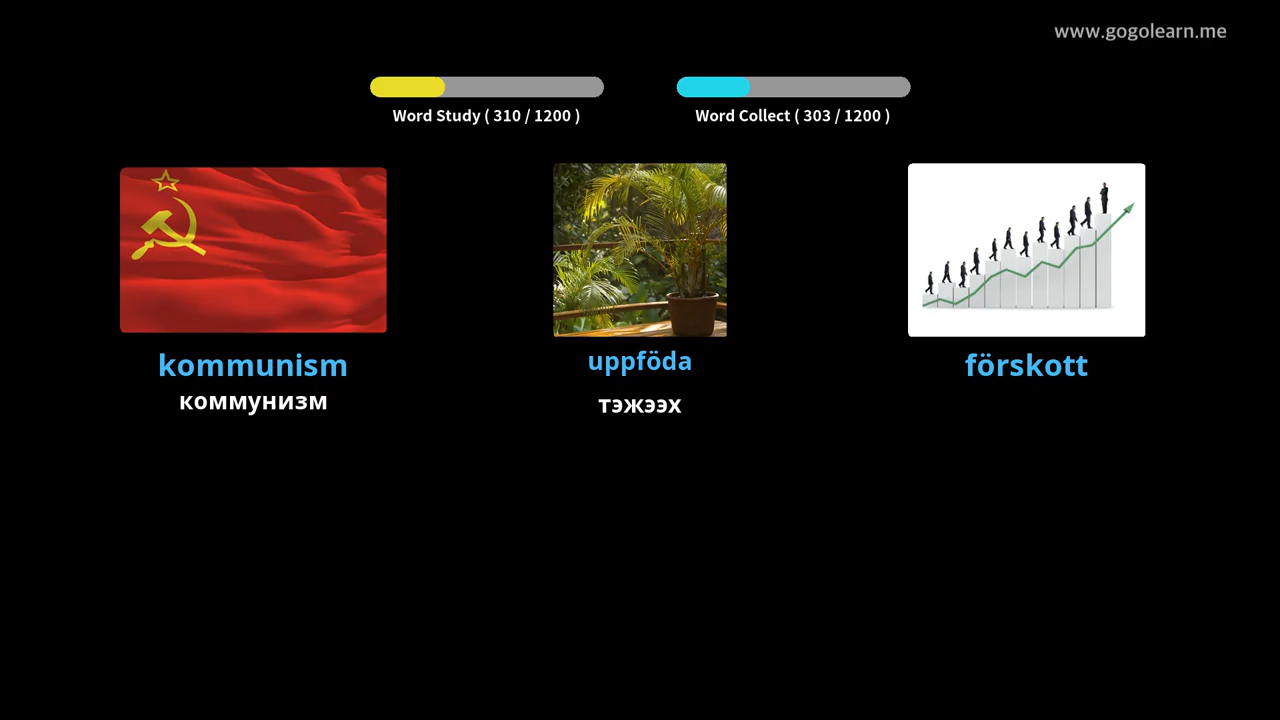 www.gogolearn.me
Word Study ( 310 / 1200 )
Word Collect ( 303 / 1200 )
kommunism
коммунизм
uppföda
тэжээх
förskott